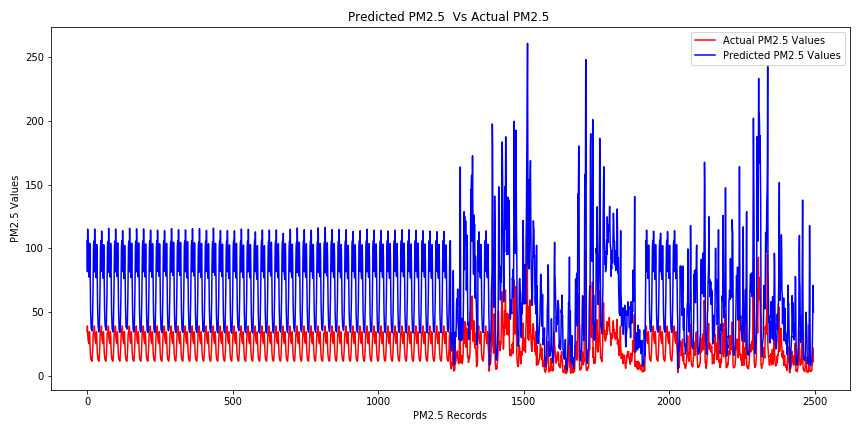 Predicted PM2.5  Vs Actual PM2.5
Actual PM2.5 Values
Predicted PM2.5 Values
PM2.5 Values
250
200
150
100
50
0
0
500
1000
1500
2000
2500
PM2.5 Records